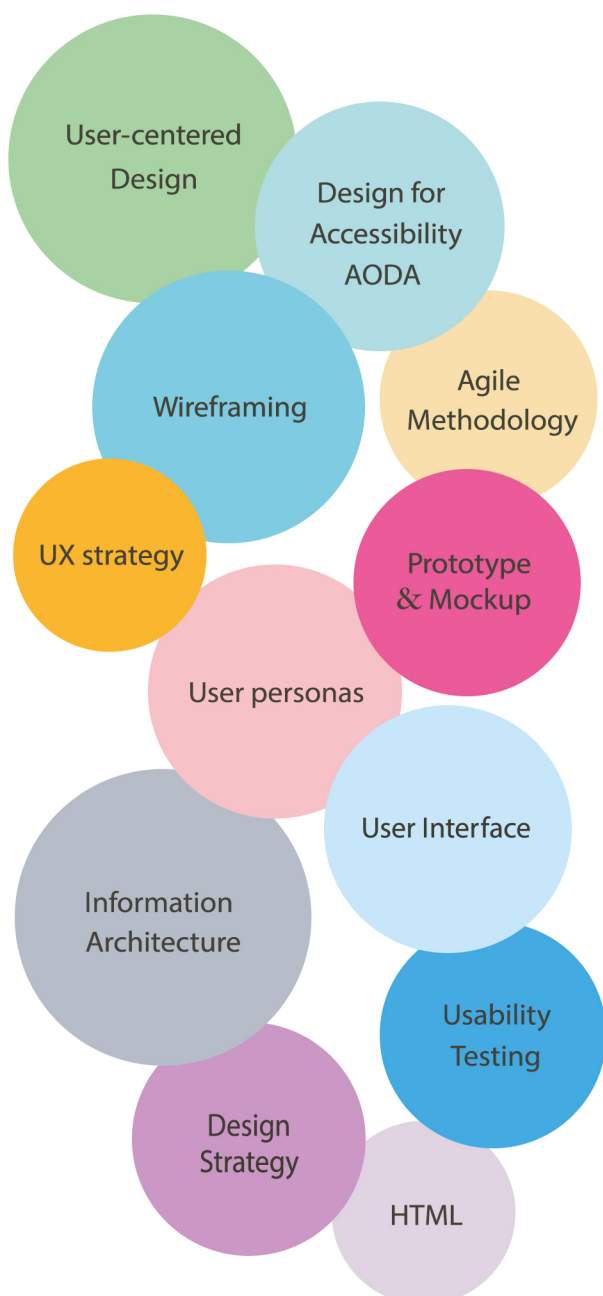 User-centered
Design
Design for
Accessibility
AODA
Wireframing
Agile
Methodology
UX strategy
Prototype
& Mockup
User personas
User Interface
Information
Architecture
Usability
Testing
Design
Strategy
HTML